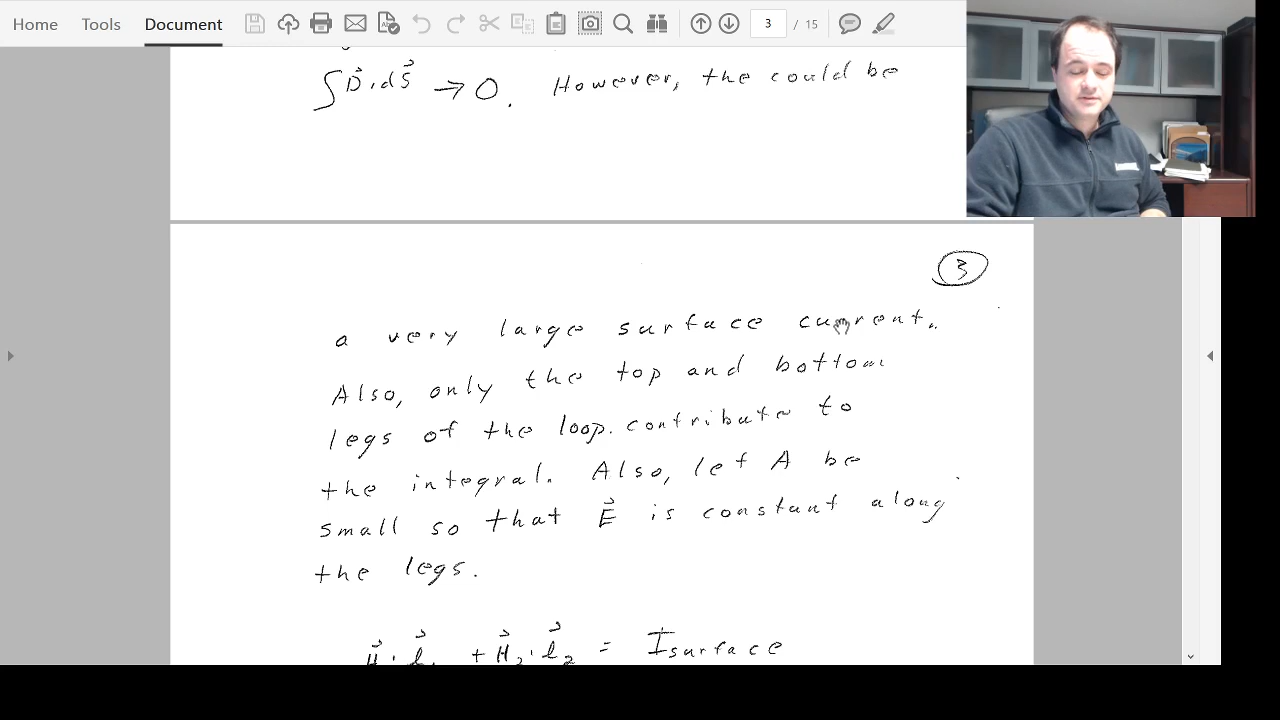 Home Tools Document 3 / 15
∫D⃗.dS⃗ → 0. However, the could be
3
a very large surface current.
Also, only the top and bottom
legs of the loop. contribute to
the integral. Also, let A be
small so that E⃗ is constant along
the legs.
+ H⃗₂·l⃗₂ = Isurface